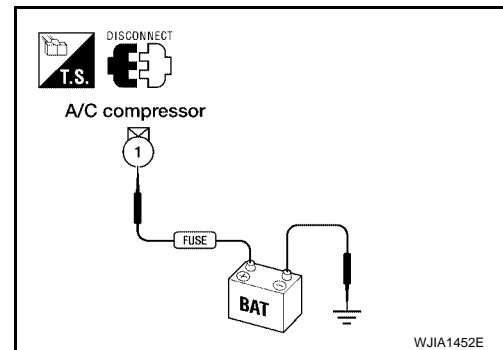 DISCONNECT
T.S.
A/C compressor
1
FUSE
BAT
WJIA1452E